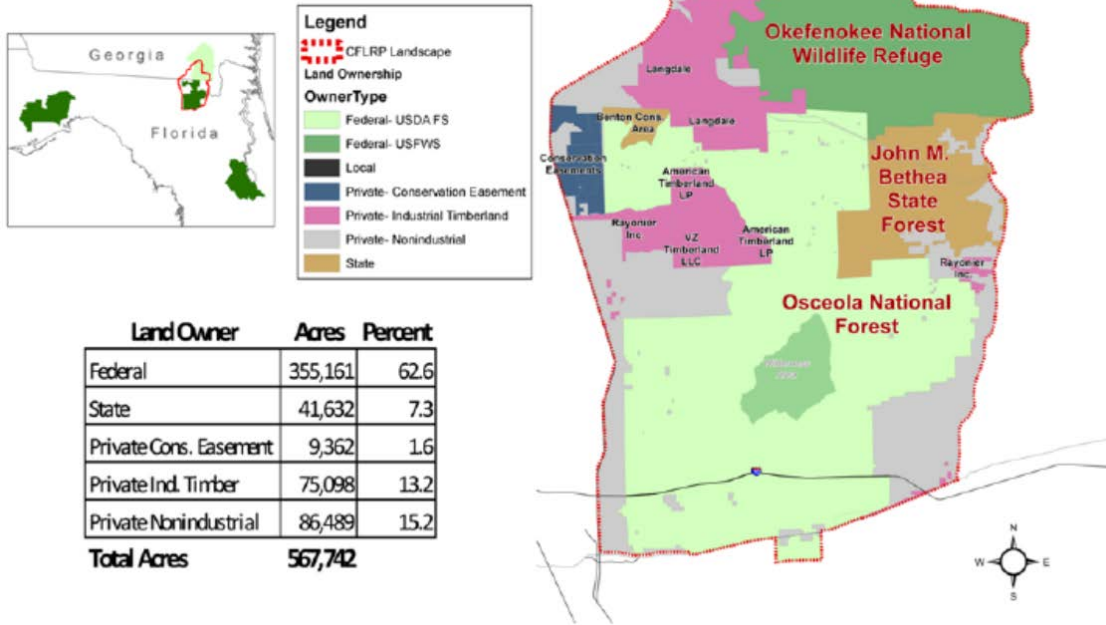 Georgia
Florida
Legend
CFLRP Landscape
Land Ownership
OwnerType
Federal- USDA FS
Federal- USFWS
Local
Private- Conservation Easement
Private- Industrial Timberland
Private- Nonindustrial
State
Land Owner Acres Percent
Federal 355,161 62.6
State 41,632 7.3
Private Cons. Easement 9,362 1.6
Private Ind. Timber 75,098 13.2
Private Nonindustrial 86,489 15.2
Total Acres 567,742
Okefenokee National
Wildlife Refuge
Langdale
Langdale
Benton Cons.
Area
Conservation
Easements
American
Timberland
LP
John M.
Bethea
State
Forest
Rayonier
Inc
VZ
Timberland
LLC
American
Timberland
LP
Rayonier
Inc.
Osceola National
Forest
Area
N
W E
S